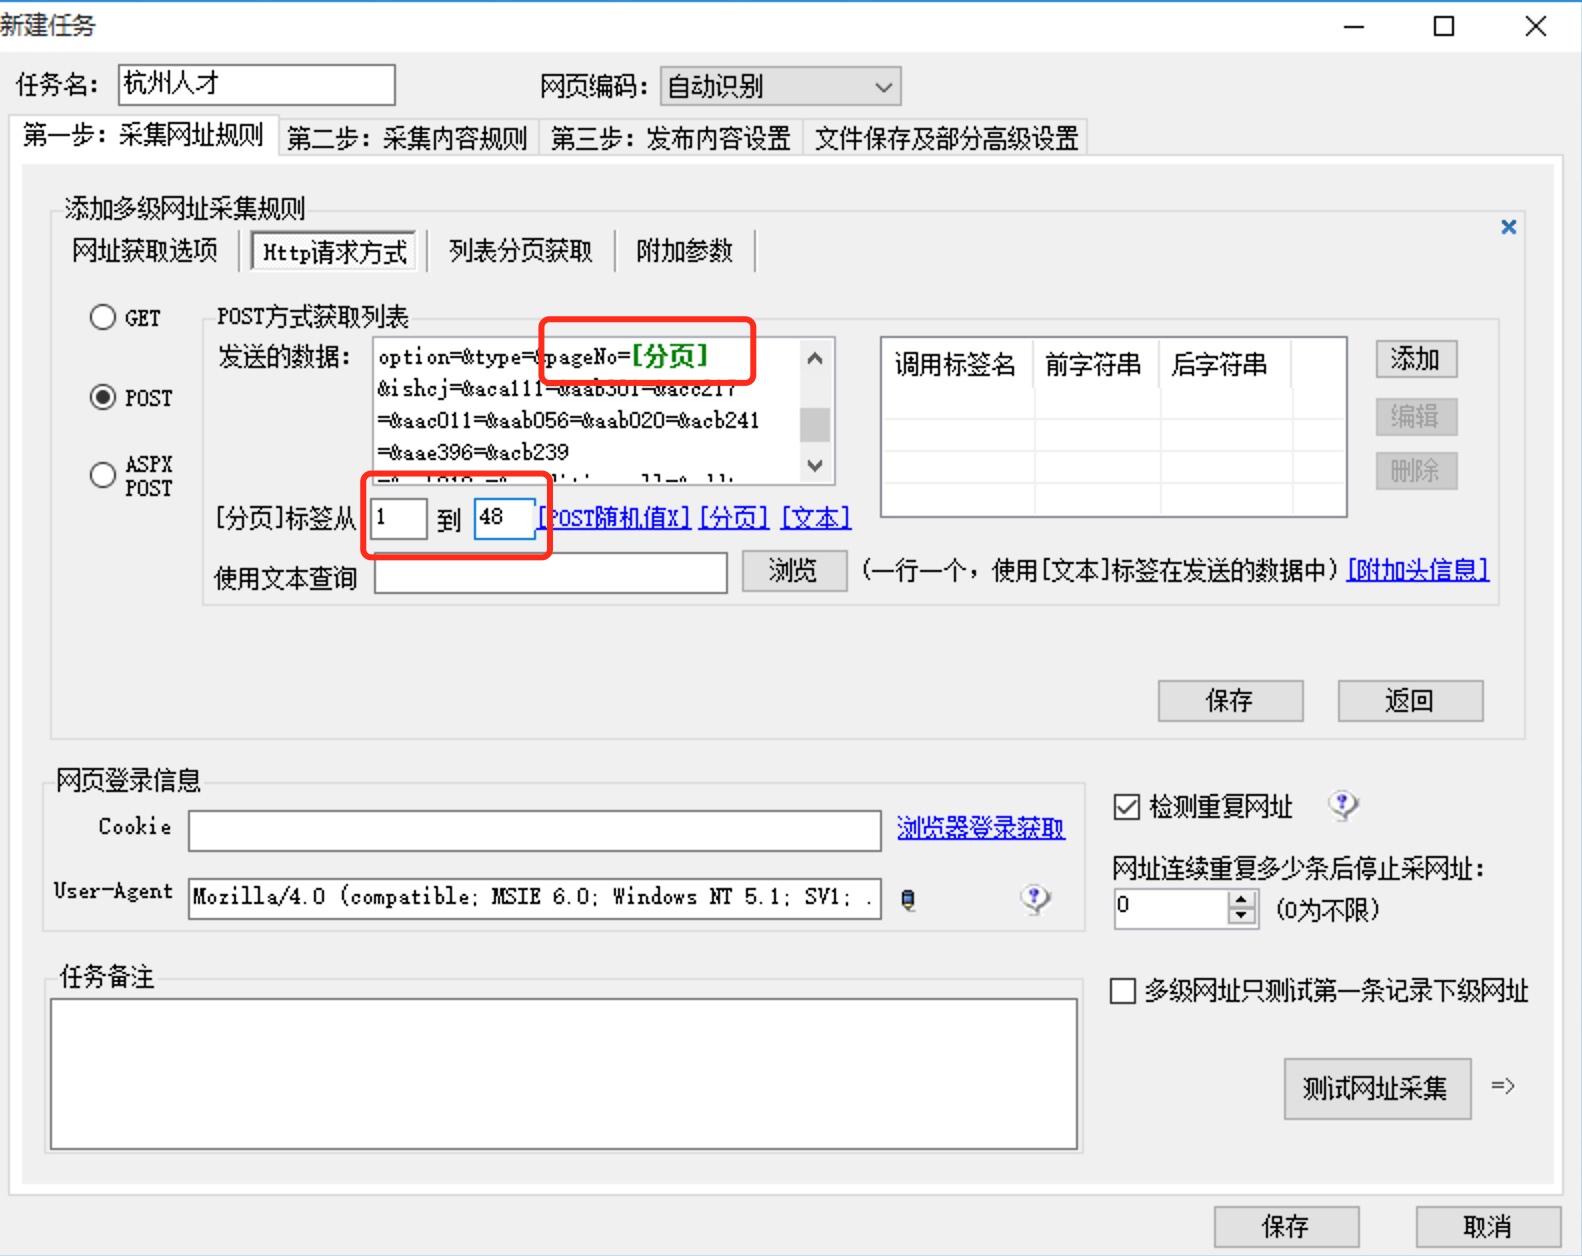 新建任务
任务名: 杭州人才 网页编码: 自动识别
第一步: 采集网址规则 第二步: 采集内容规则 第三步: 发布内容设置 文件保存及部分高级设置
添加多级网址采集规则
网址获取选项 Http请求方式 列表分页获取 附加参数
GET
POST
ASPX
POST
POST方式获取列表
发送的数据:
option=&type=&pageNo=[分页]
&ishcj=&aca111=&aab301=&acc217
=&aac011=&aab056=&aab020=&acb241
=&aae396=&acb239
调用标签名 前字符串 后字符串
添加
编辑
删除
[分页]标签从 1 到 48 [POST随机值X] [分页] [文本]
使用文本查询 浏览 (一行一个, 使用[文本]标签在发送的数据中) [附加头信息]
保存 返回
网页登录信息
Cookie 浏览器登录获取
User-Agent Mozilla/4.0 (compatible; MSIE 6.0; Windows NT 5.1; SV1; .
检测重复网址
网址连续重复多少条后停止采网址:
0 (0为不限)
任务备注
多级网址只测试第一条记录下级网址
测试网址采集 =>
保存 取消